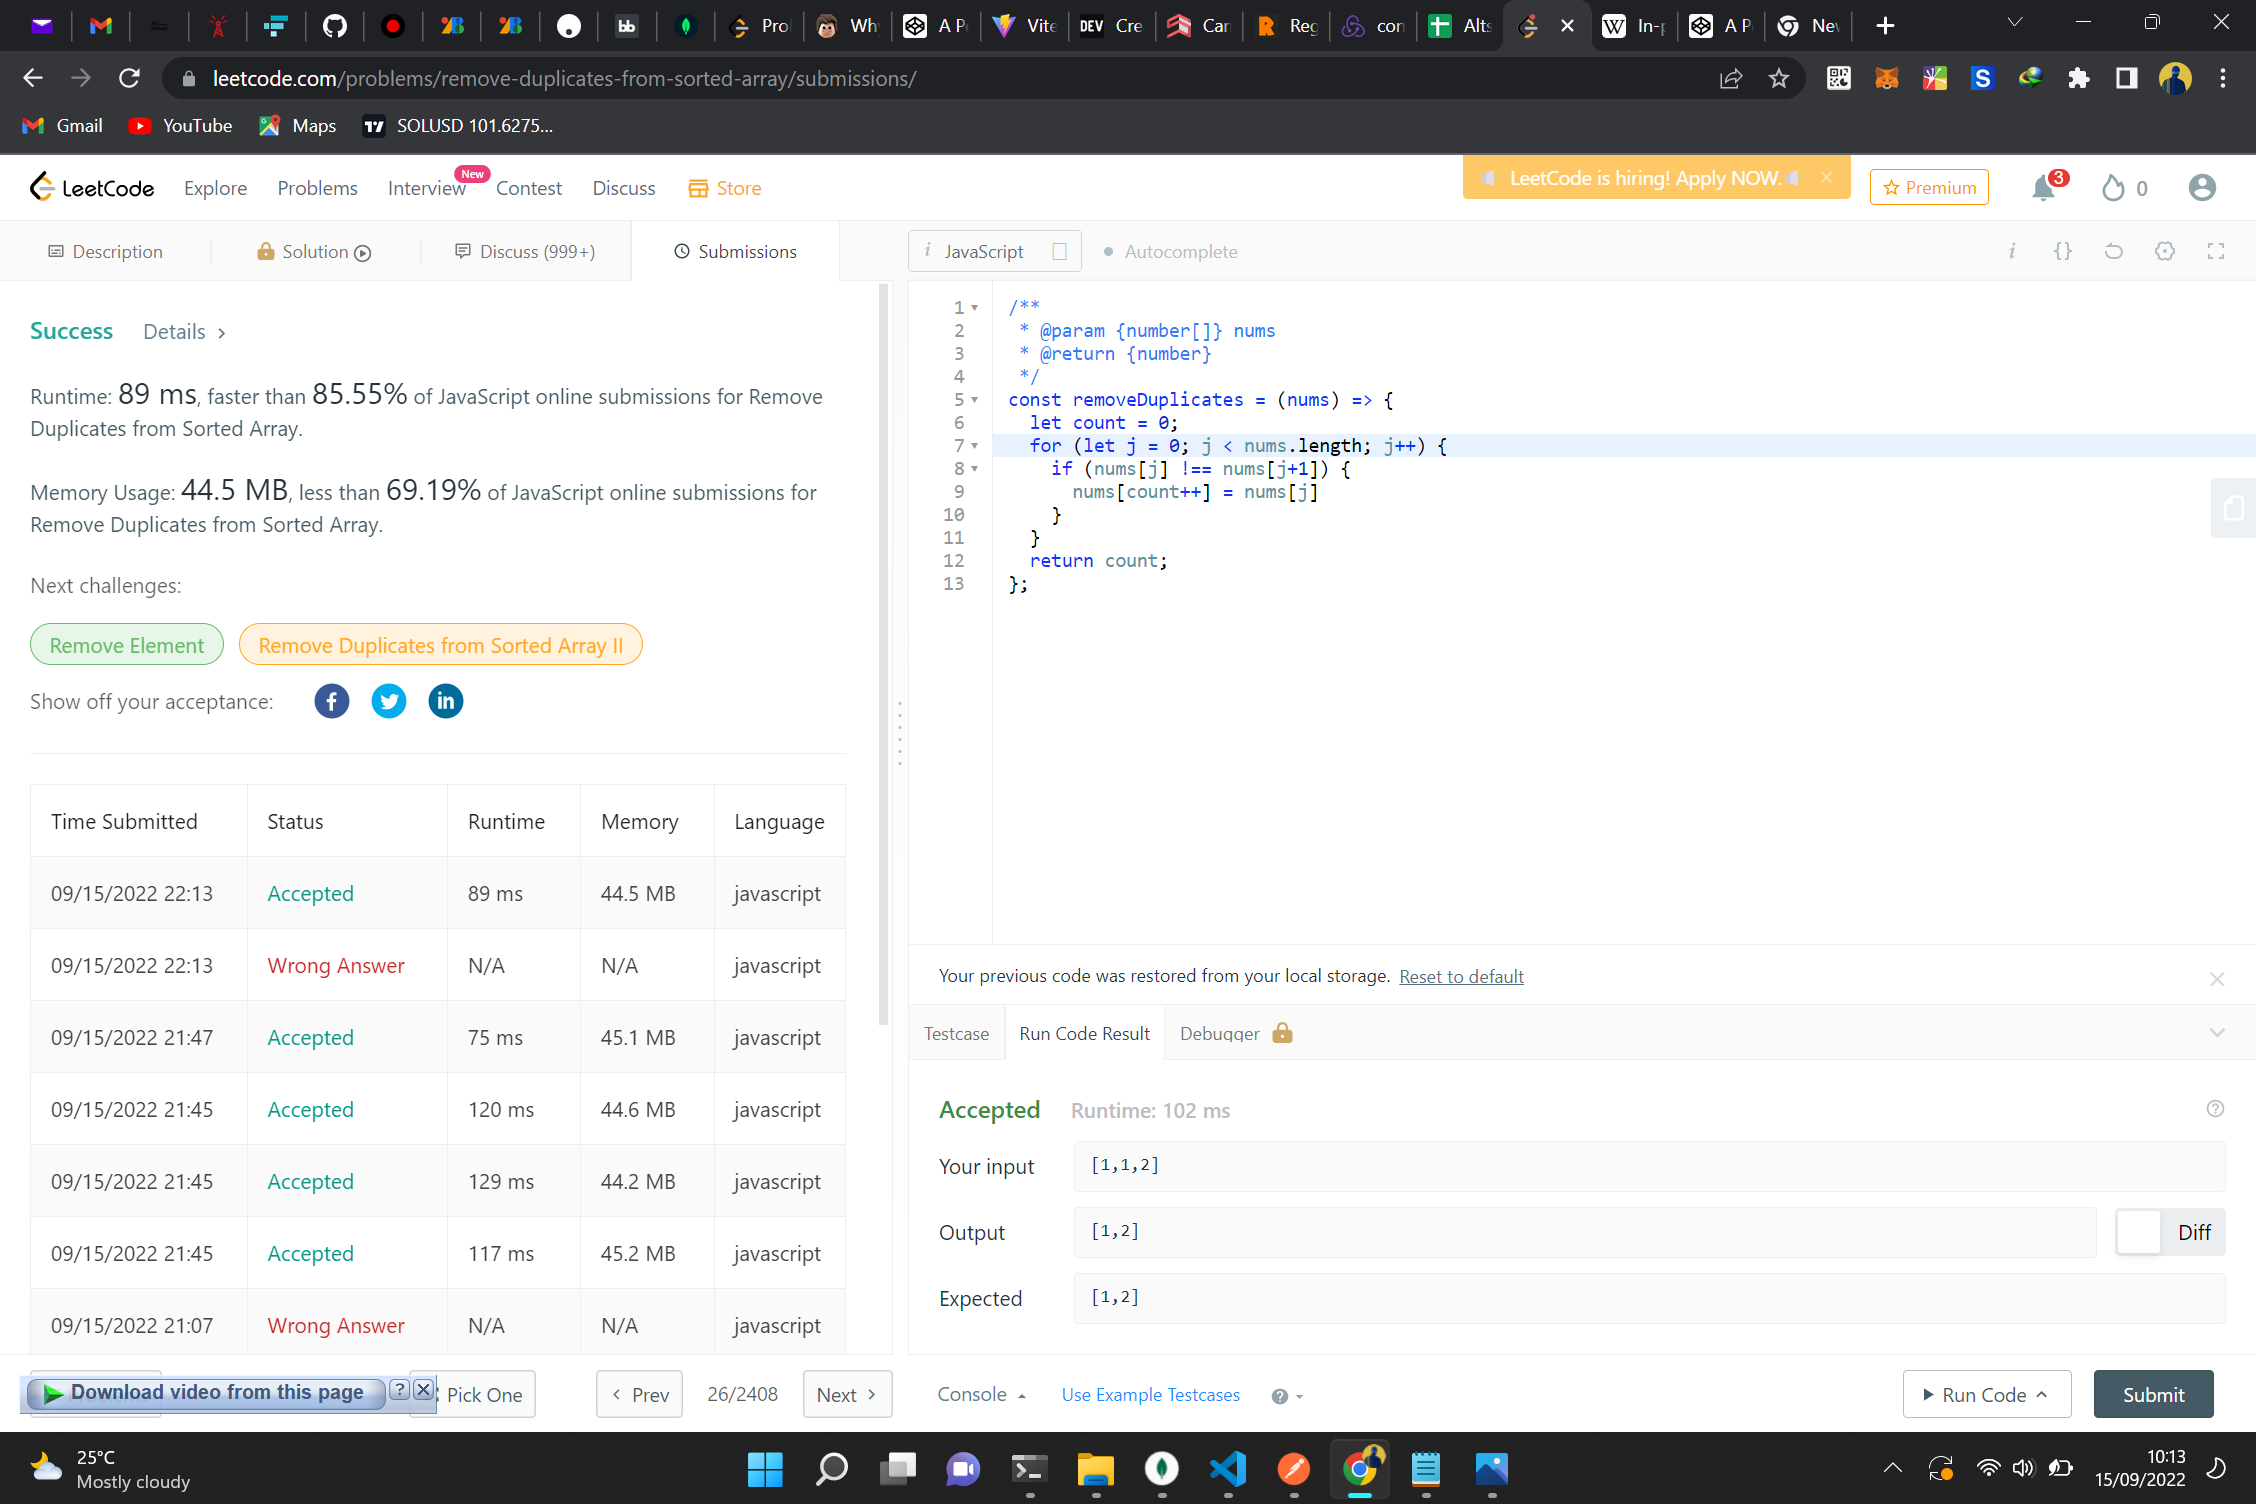 Prol
Why
A Pe
Vite
DEV
Cre
Can
Reg
con
Alts
In-p
A P
Nev
leetcode.com/problems/remove-duplicates-from-sorted-array/submissions/
Gmail
YouTube
Maps
SOLUSD 101.6275...
LeetCode
Explore
Problems
Interview
New
Contest
Discuss
Store
LeetCode is hiring! Apply NOW.
Premium
3
0
Description
Solution
Discuss (999+)
Submissions
i JavaScript
Autocomplete
i {}
Success
Details >
Runtime: 89 ms, faster than 85.55% of JavaScript online submissions for Remove
Duplicates from Sorted Array.
Memory Usage: 44.5 MB, less than 69.19% of JavaScript online submissions for
Remove Duplicates from Sorted Array.
Next challenges:
Remove Element
Remove Duplicates from Sorted Array II
Show off your acceptance:
Time Submitted Status Runtime Memory Language
09/15/2022 22:13 Accepted 89 ms 44.5 MB javascript
09/15/2022 22:13 Wrong Answer N/A N/A javascript
09/15/2022 21:47 Accepted 75 ms 45.1 MB javascript
09/15/2022 21:45 Accepted 120 ms 44.6 MB javascript
09/15/2022 21:45 Accepted 129 ms 44.2 MB javascript
09/15/2022 21:45 Accepted 117 ms 45.2 MB javascript
09/15/2022 21:07 Wrong Answer N/A N/A javascript
1 /**
2 * @param {number[]} nums
3 * @return {number}
4 */
5 const removeDuplicates = (nums) => {
6 let count = 0;
7 for (let j = 0; j < nums.length; j++) {
8 if (nums[j] !== nums[j+1]) {
9 nums[count++] = nums[j]
10 }
11 }
12 return count;
13 };
Your previous code was restored from your local storage. Reset to default
Testcase
Run Code Result
Debugger
Accepted
Runtime: 102 ms
Your input
[1,1,2]
Output
[1,2]
Diff
Expected
[1,2]
Download video from this page
?
Pick One
< Prev
26/2408
Next >
Console
Use Example Testcases
Run Code
Submit
25°C
Mostly cloudy
10:13
15/09/2022